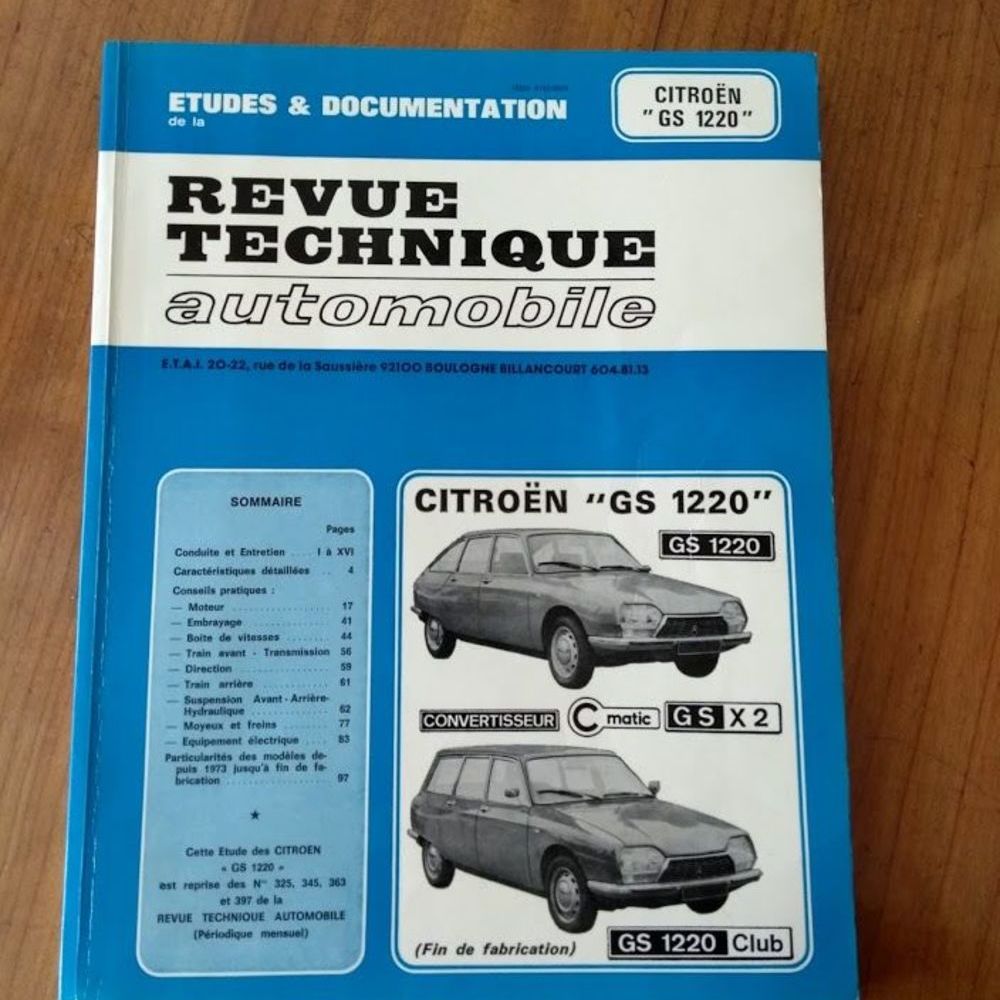 ETUDES & DOCUMENTATION
de la
CITROËN
"GS 1220"
REVUE
TECHNIQUE
automobile
E.T.A.I. 20-22, rue de la Saussière 92100 BOULOGNE BILLANCOURT 604.81.13
SOMMAIRE
Pages
Conduite et Entretien .... I à XVI
Caractéristiques détaillées .. 4
Conseils pratiques :
— Moteur .................. 17
— Embrayage ............... 41
— Boite de vitesses ........ 44
— Train avant - Transmission 56
— Direction ................ 59
— Train arrière ............ 61
— Suspension Avant-Arrière-
Hydraulique .............. 62
— Moyeux et freins ........ 77
— Equipement électrique .... 83
Particularités des modèles de-
puis 1973 jusqu'à fin de fa-
brication .................. 97
★
Cette Etude des CITROEN
« GS 1220 »
est reprise des N°° 325, 345, 363
et 397 de la
REVUE TECHNIQUE AUTOMOBILE
(Périodique mensuel)
CITROËN "GS 1220"
GS 1220
CONVERTISSEUR C matic GS X 2
(Fin de fabrication)
GS 1220 Club